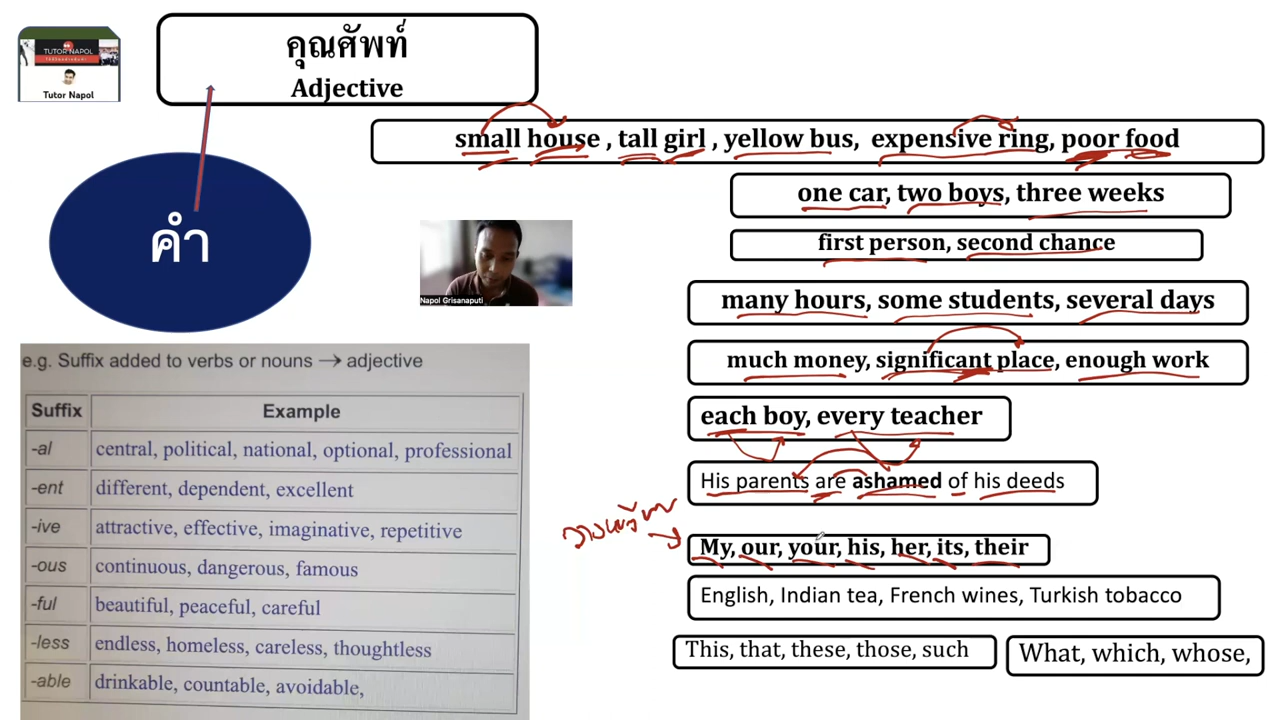 TUTOR NAPOL
Tutor Napol
คุณศัพท์
Adjective
คำ
small house , tall girl , yellow bus, expensive ring, poor food
one car, two boys, three weeks
first person, second chance
many hours, some students, several days
much money, significant place, enough work
each boy, every teacher
His parents are ashamed of his deeds
My, our, your, his, her, its, their
English, Indian tea, French wines, Turkish tobacco
This, that, these, those, such
What, which, whose,
Napol Grisanaputi
e.g. Suffix added to verbs or nouns → adjective
Suffix Example
-al central, political, national, optional, professional
-ent different, dependent, excellent
-ive attractive, effective, imaginative, repetitive
-ous continuous, dangerous, famous
-ful beautiful, peaceful, careful
-less endless, homeless, careless, thoughtless
-able drinkable, countable, avoidable,